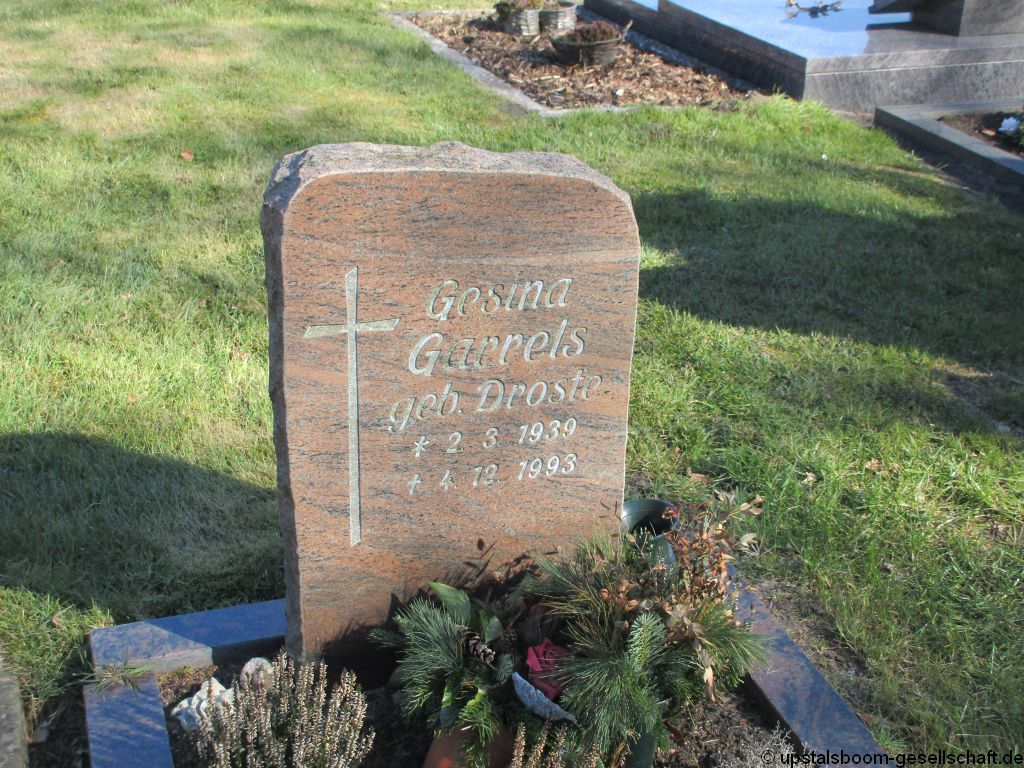 Gesina
Garrels
geb. Droste
* 2. 3. 1939
† 4. 12. 1993
© upstalsboom-gesellschaft.de